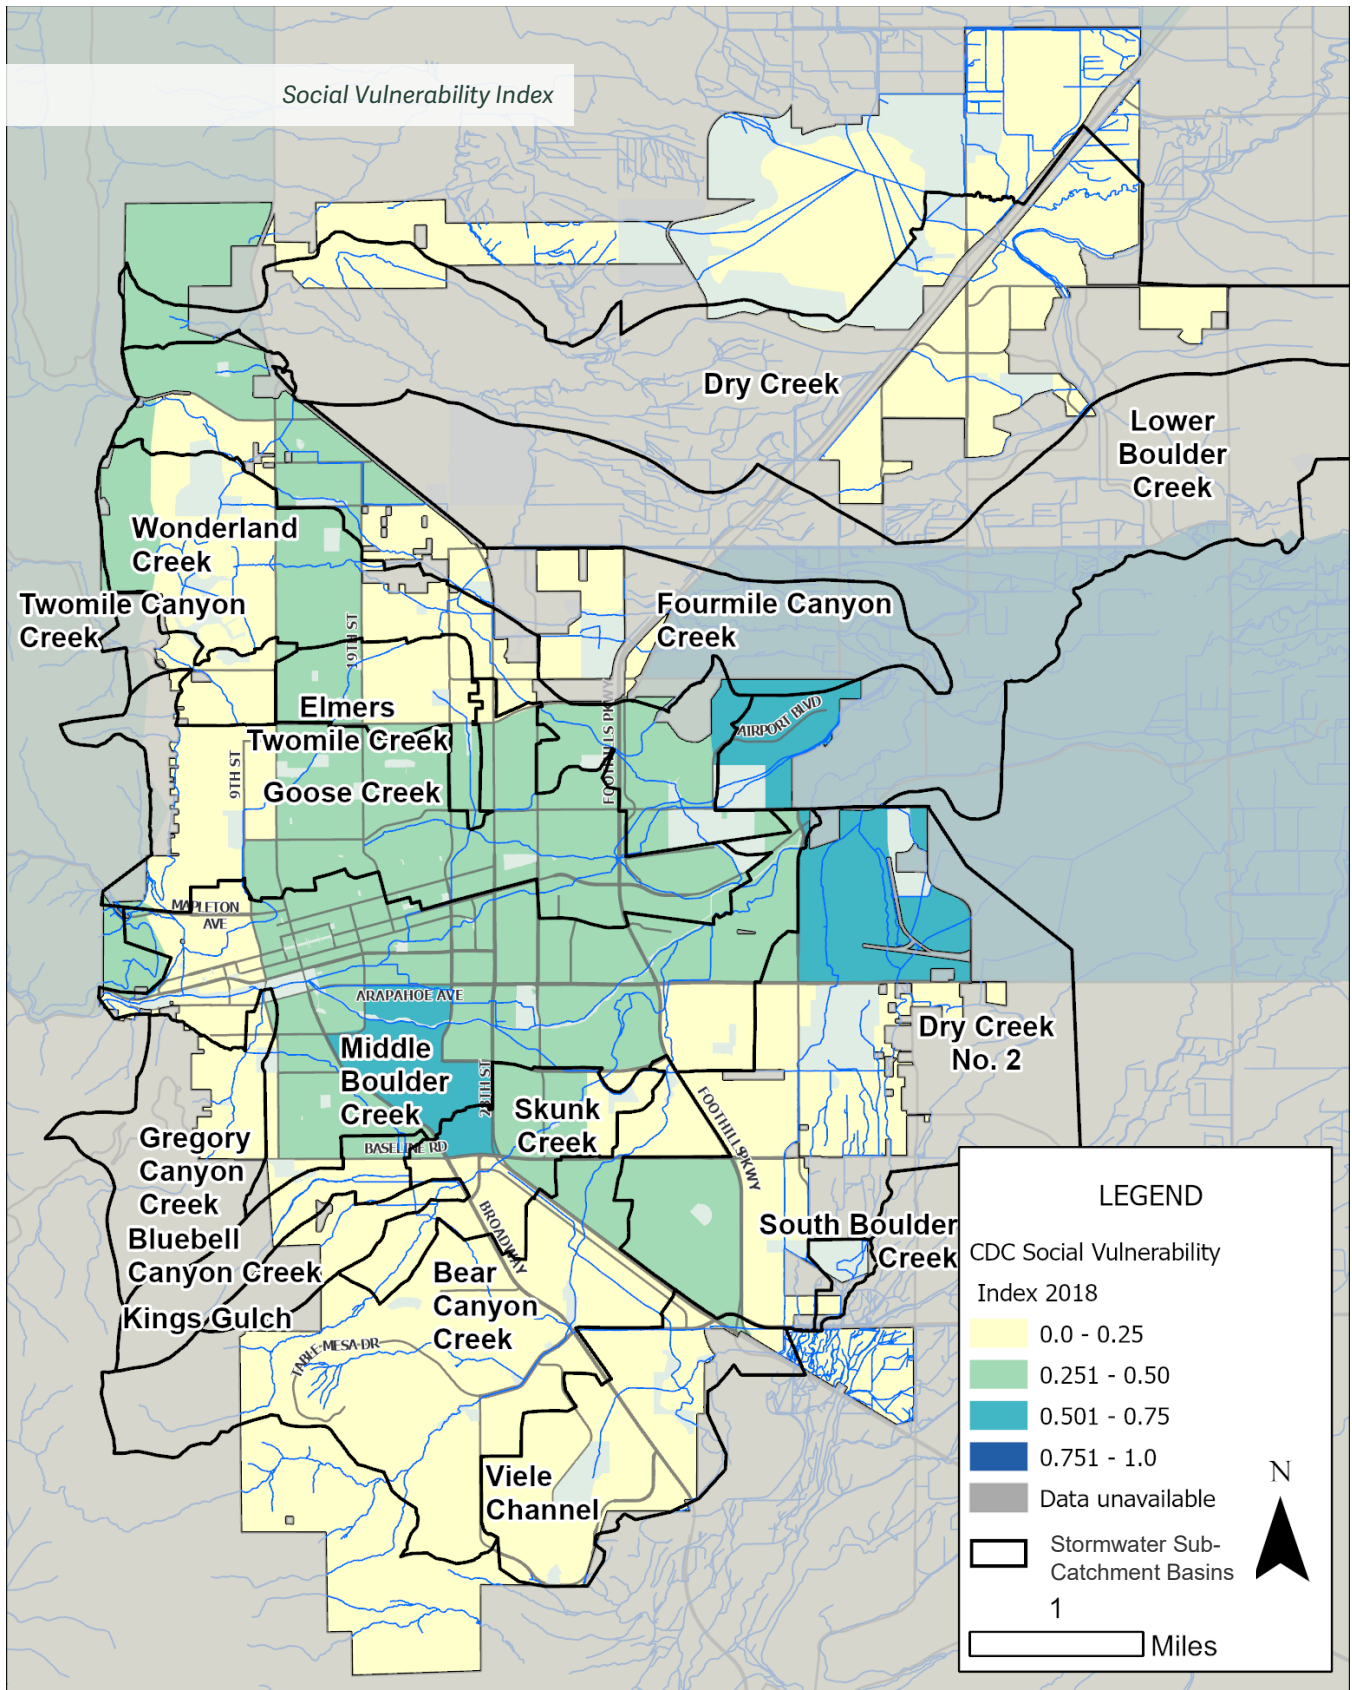 Social Vulnerability Index
Dry Creek
Lower
Boulder
Creek
Wonderland
Creek
Twomile Canyon
Creek
Fourmile Canyon
Creek
19TH ST
FOOTHILLS PKWY
Elmers
Twomile Creek
AIRPORT BLVD
9TH ST
Goose Creek
MAPLETON
AVE
ARAPAHOE AVE
Dry Creek
No. 2
Middle
Boulder
Creek
28TH ST
Skunk
Creek
FOOTHILLS PKWY
BASELINE RD
Gregory
Canyon
Creek
Bluebell
Canyon Creek
Kings Gulch
BROADWAY
South Boulder
Creek
Bear
Canyon
Creek
TABLE MESA DR
Viele
Channel
LEGEND
CDC Social Vulnerability
Index 2018
0.0 - 0.25
0.251 - 0.50
0.501 - 0.75
0.751 - 1.0
Data unavailable
Stormwater Sub-
Catchment Basins
N
1
Miles